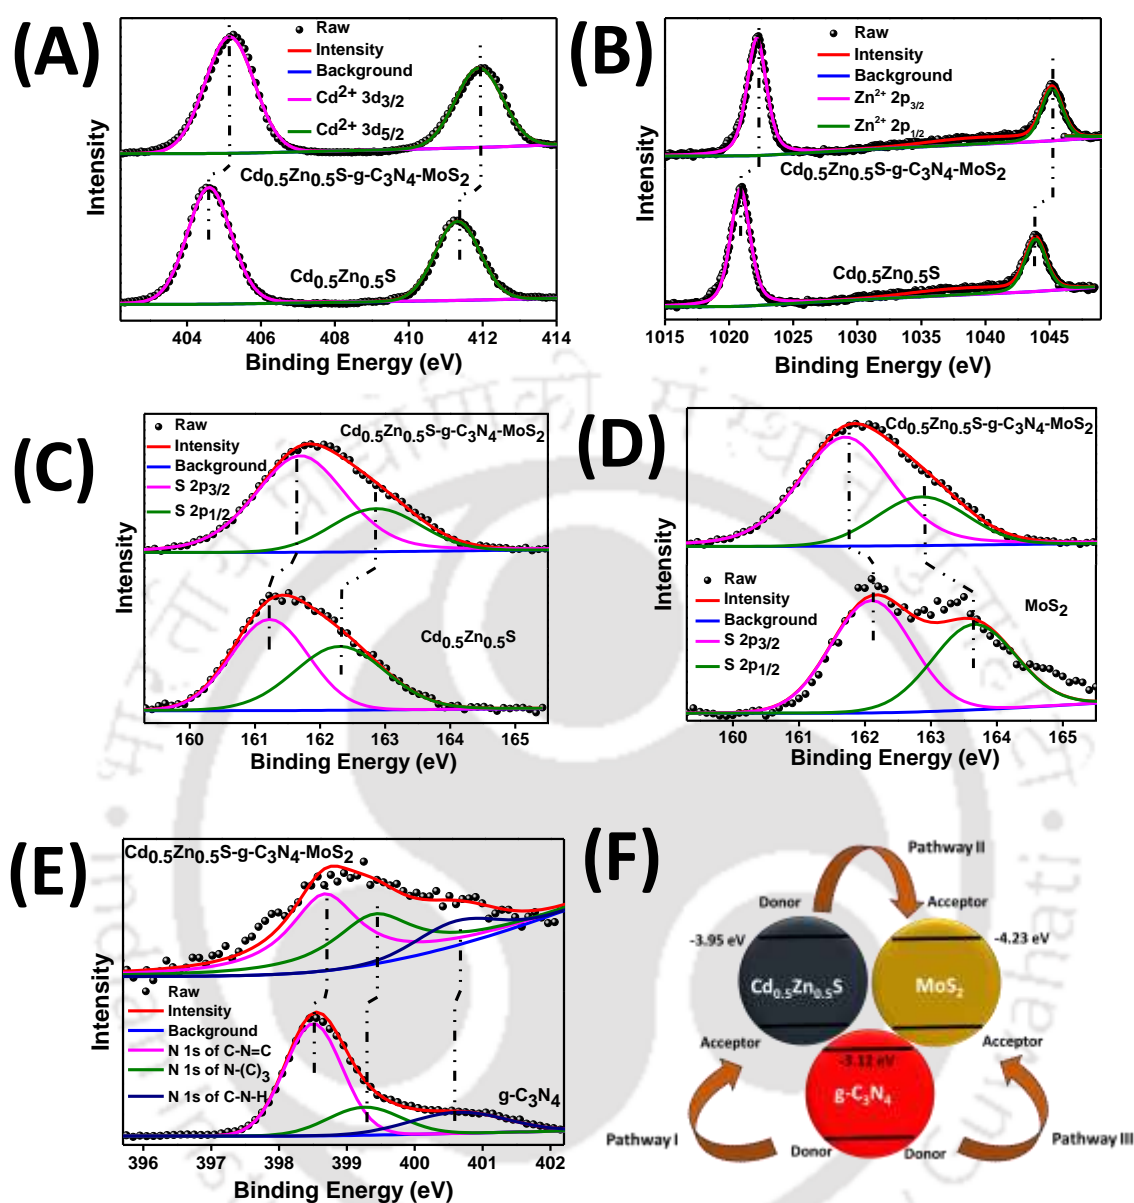 (A)
Raw
Intensity
Background
Cd2+ 3d3/2
Cd2+ 3d5/2
Cd0.5Zn0.5S-g-C3N4-MoS2
Cd0.5Zn0.5S
Intensity
404 406 408 410 412 414
Binding Energy (eV)
(B)
Raw
Intensity
Background
Zn2+ 2p3/2
Zn2+ 2p1/2
Cd0.5Zn0.5S-g-C3N4-MoS2
Cd0.5Zn0.5S
Intensity
1015 1020 1025 1030 1035 1040 1045
Binding Energy (eV)
(C)
Raw
Intensity
Background
S 2p3/2
S 2p1/2
Cd0.5Zn0.5S-g-C3N4-MoS2
Cd0.5Zn0.5S
Intensity
160 161 162 163 164 165
Binding Energy (eV)
(D)
Cd0.5Zn0.5S-g-C3N4-MoS2
Raw
Intensity
Background
S 2p3/2
S 2p1/2
MoS2
Intensity
160 161 162 163 164 165
Binding Energy (eV)
(E)
Cd0.5Zn0.5S-g-C3N4-MoS2
Raw
Intensity
Background
N 1s of C-N=C
N 1s of N-(C)3
N 1s of C-N-H
g-C3N4
Intensity
396 397 398 399 400 401 402
Binding Energy (eV)
(F)
Pathway II
Donor
Acceptor
-3.95 eV
-4.23 eV
Cd0.5Zn0.5S
MoS2
Acceptor
Acceptor
-3.12 eV
g-C3N4
Pathway I
Donor
Donor
Pathway III